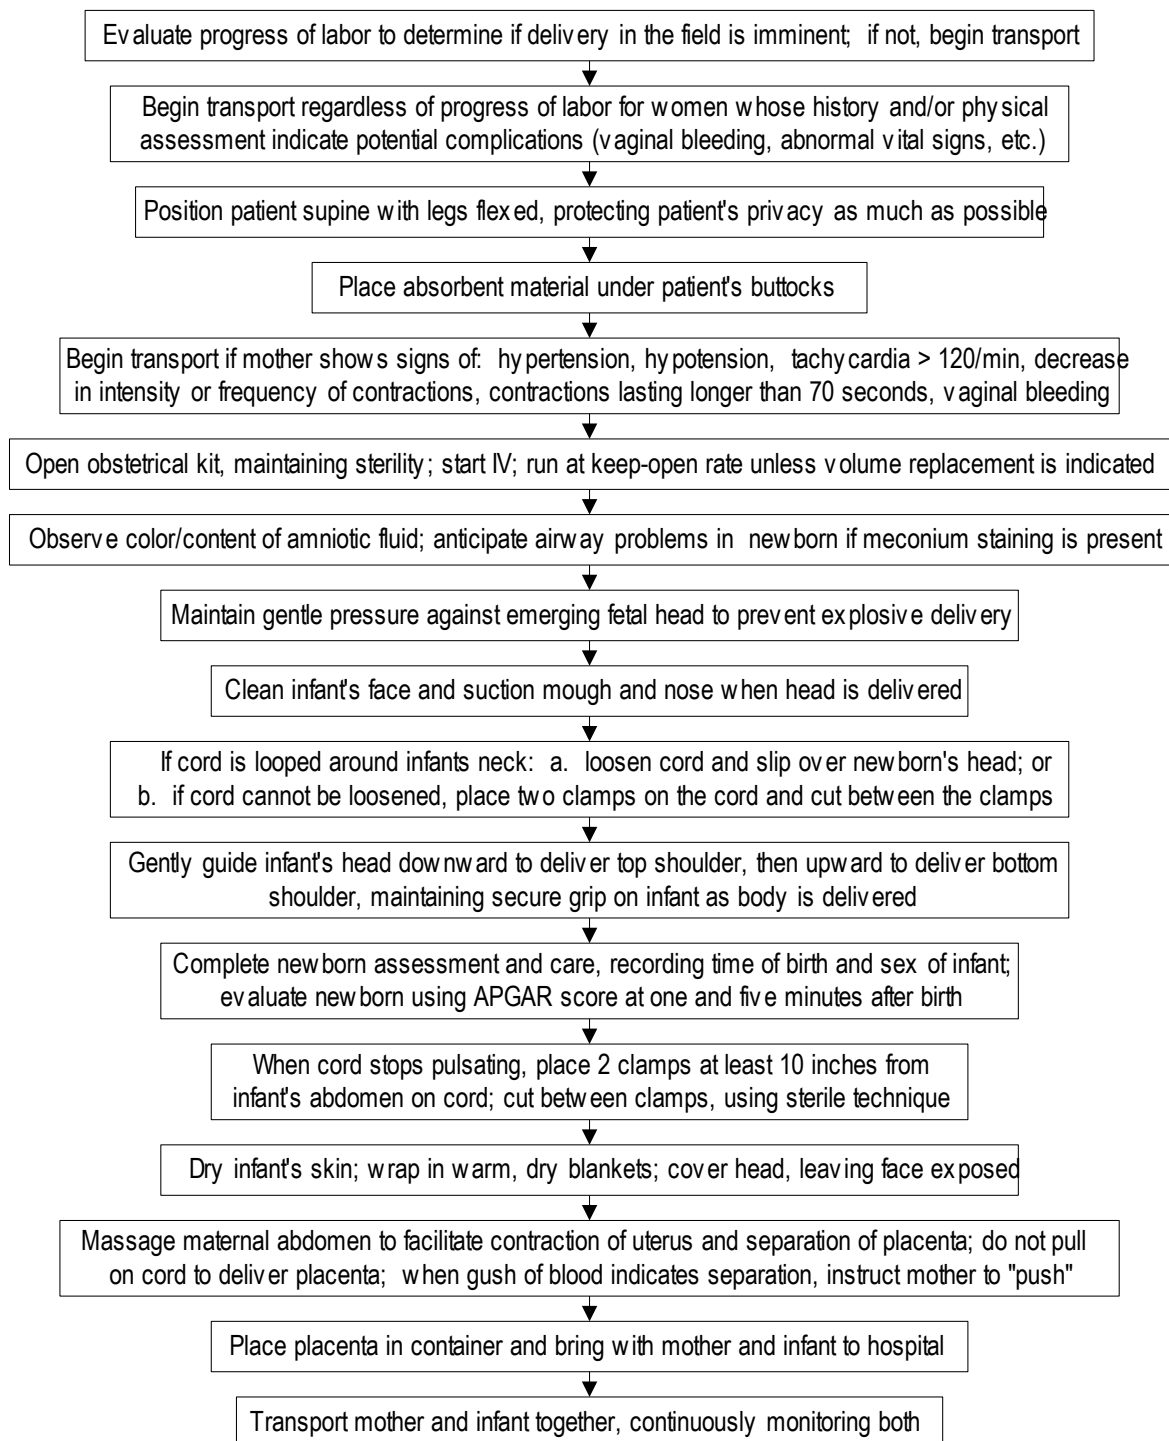 Evaluate progress of labor to determine if delivery in the field is imminent; if not, begin transport
Begin transport regardless of progress of labor for women whose history and/or physical
assessment indicate potential complications (vaginal bleeding, abnormal vital signs, etc.)
Position patient supine with legs flexed, protecting patient's privacy as much as possible
Place absorbent material under patient's buttocks
Begin transport if mother shows signs of: hypertension, hypotension, tachycardia > 120/min, decrease
in intensity or frequency of contractions, contractions lasting longer than 70 seconds, vaginal bleeding
Open obstetrical kit, maintaining sterility; start IV; run at keep-open rate unless volume replacement is indicated
Observe color/content of amniotic fluid; anticipate airway problems in newborn if meconium staining is present
Maintain gentle pressure against emerging fetal head to prevent explosive delivery
Clean infant's face and suction mough and nose when head is delivered
If cord is looped around infants neck: a. loosen cord and slip over newborn's head; or
b. if cord cannot be loosened, place two clamps on the cord and cut between the clamps
Gently guide infant's head downward to deliver top shoulder, then upward to deliver bottom
shoulder, maintaining secure grip on infant as body is delivered
Complete newborn assessment and care, recording time of birth and sex of infant;
evaluate newborn using APGAR score at one and five minutes after birth
When cord stops pulsating, place 2 clamps at least 10 inches from
infant's abdomen on cord; cut between clamps, using sterile technique
Dry infant's skin; wrap in warm, dry blankets; cover head, leaving face exposed
Massage maternal abdomen to facilitate contraction of uterus and separation of placenta; do not pull
on cord to deliver placenta; when gush of blood indicates separation, instruct mother to "push"
Place placenta in container and bring with mother and infant to hospital
Transport mother and infant together, continuously monitoring both